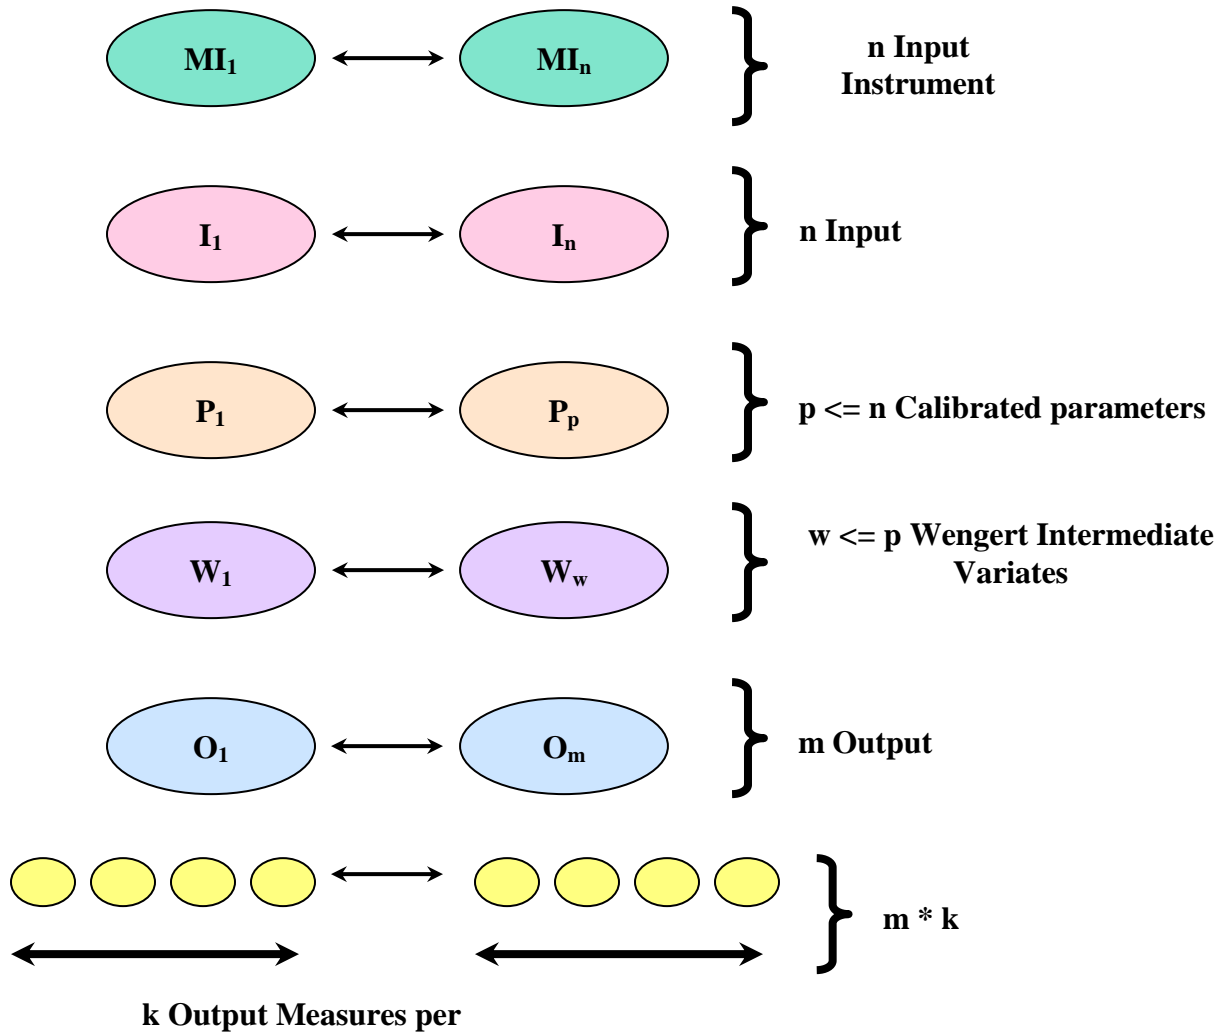 MI₁
MIₙ
n Input
Instrument
I₁
Iₙ
n Input
P₁
Pₚ
p <= n Calibrated parameters
W₁
W_w
w <= p Wengert Intermediate
Variates
O₁
Oₘ
m Output
m * k
k Output Measures per